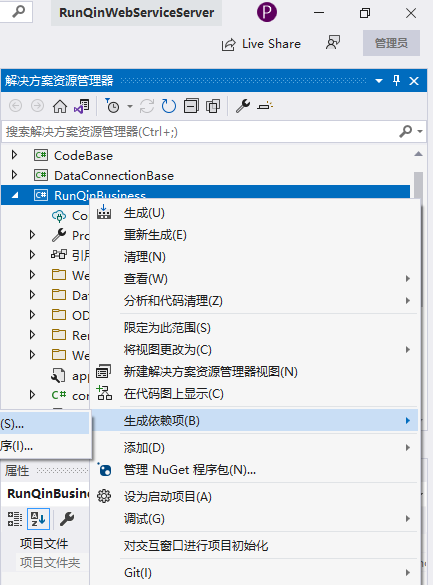 RunQinWebServiceServer
P
Live Share
管理员
解决方案资源管理器
搜索解决方案资源管理器(Ctrl+;)
C# CodeBase
C# DataConnectionBase
C# RunQinBusiness
Co
生成(U)
Pro
重新生成(E)
引用
清理(N)
We
查看(W)
Dat
分析和代码清理(Z)
OD
限定为此范围(S)
Rer
将视图更改为(C)
We
新建解决方案资源管理器视图(N)
app
在代码图上显示(C)
C# cor
(S)...
生成依赖项(B)
序(I)...
添加(D)
属性
管理 NuGet 程序包(N)...
RunQinBusine
设为启动项目(A)
调试(G)
项目文件
对交互窗口进行项目初始化
项目文件夹
Git(I)